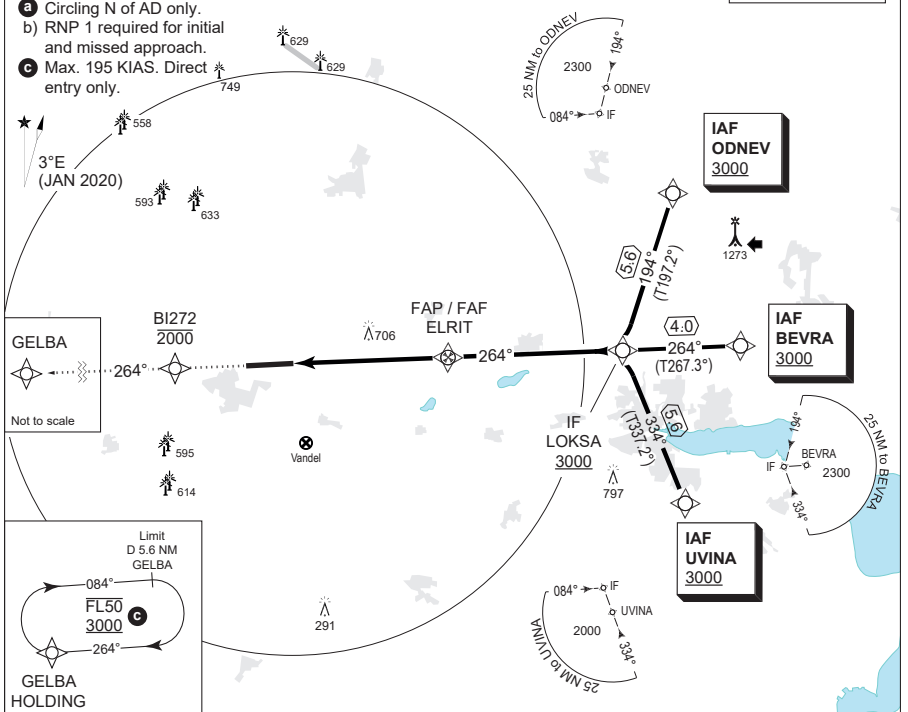 a Circling N of AD only.
b) RNP 1 required for initial
and missed approach.
c Max. 195 KIAS. Direct
entry only.
629
629
749
558
3°E
(JAN 2020)
593
633
25 NM to ODNEV
194°
2300
ODNEV
084°
IF
IAF
ODNEV
3000
1273
5.6
194°
(T197.2°)
GELBA
Not to scale
264°
BI272
2000
706
FAP / FAF
ELRIT
264°
4.0
264°
(T267.3°)
IAF
BEVRA
3000
IF
LOKSA
3000
5.6
334°
(T337.2°)
Vandel
595
614
797
25 NM to BEVRA
194°
BEVRA
IF
2300
334°
IAF
UVINA
3000
Limit
D 5.6 NM
GELBA
084°
FL50
3000
c
264°
GELBA
HOLDING
291
084°
IF
UVINA
2000
334°
25 NM to UVINA